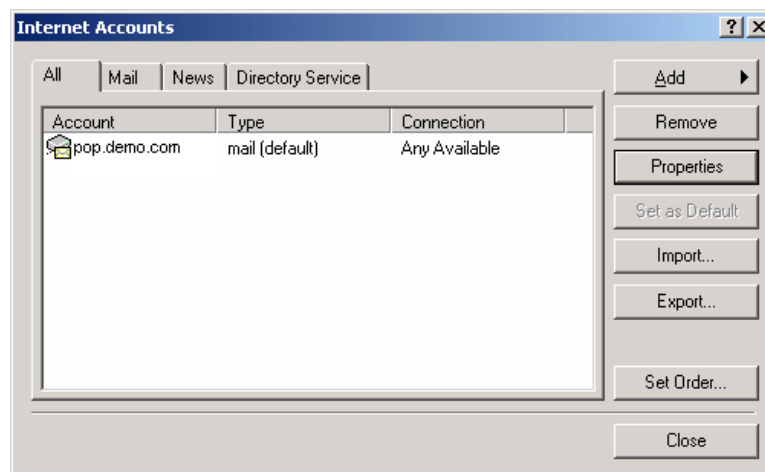 Internet Accounts
All Mail News Directory Service
Account Type Connection
pop.demo.com mail (default) Any Available
Add
Remove
Properties
Set as Default
Import...
Export...
Set Order...
Close